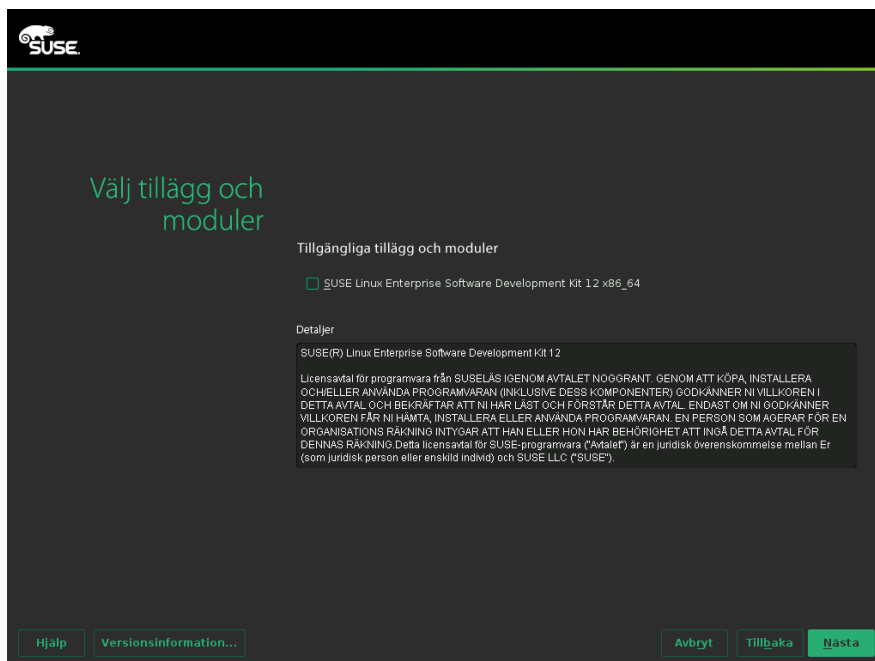 SUSE.
Välj tillägg och
moduler
Tillgängliga tillägg och moduler
SUSE Linux Enterprise Software Development Kit 12 x86_64
Detaljer
SUSE(R) Linux Enterprise Software Development Kit 12
Licensavtal för programvara från SUSELÄS IGENOM AVTALET NOGGRANT. GENOM ATT KÖPA, INSTALLERA
OCH/ELLER ANVÄNDA PROGRAMVARAN (INKLUSIVE DESS KOMPONENTER) GODKÄNNER NI VILLKOREN I
DETTA AVTAL OCH BEKRÄFTAR ATT NI HAR LÄST OCH FÖRSTÅR DETTA AVTAL. ENDAST OM NI GODKÄNNER
VILLKOREN FÅR NI HÄMTA, INSTALLERA ELLER ANVÄNDA PROGRAMVARAN. EN PERSON SOM AGERAR FÖR EN
ORGANISATIONS RÄKNING INTYGAR ATT HAN ELLER HON HAR BEHÖRIGHET ATT INGÅ DETTA AVTAL FÖR
DENNAS RÄKNING.Detta licensavtal för SUSE-programvara ("Avtalet") är en juridisk överenskommelse mellan Er
(som juridisk person eller enskild individ) och SUSE LLC ("SUSE").
Hjälp
Versionsinformation...
Avbryt
Tillbaka
Nästa